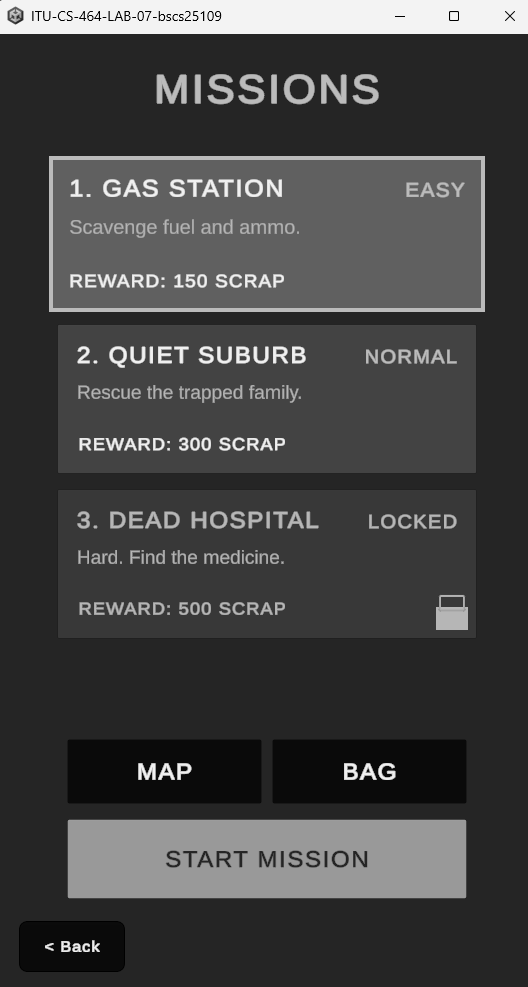 ITU-CS-464-LAB-07-bscs25109
MISSIONS
1. GAS STATION EASY
Scavenge fuel and ammo.
REWARD: 150 SCRAP
2. QUIET SUBURB NORMAL
Rescue the trapped family.
REWARD: 300 SCRAP
3. DEAD HOSPITAL LOCKED
Hard. Find the medicine.
REWARD: 500 SCRAP
MAP BAG
START MISSION
< Back